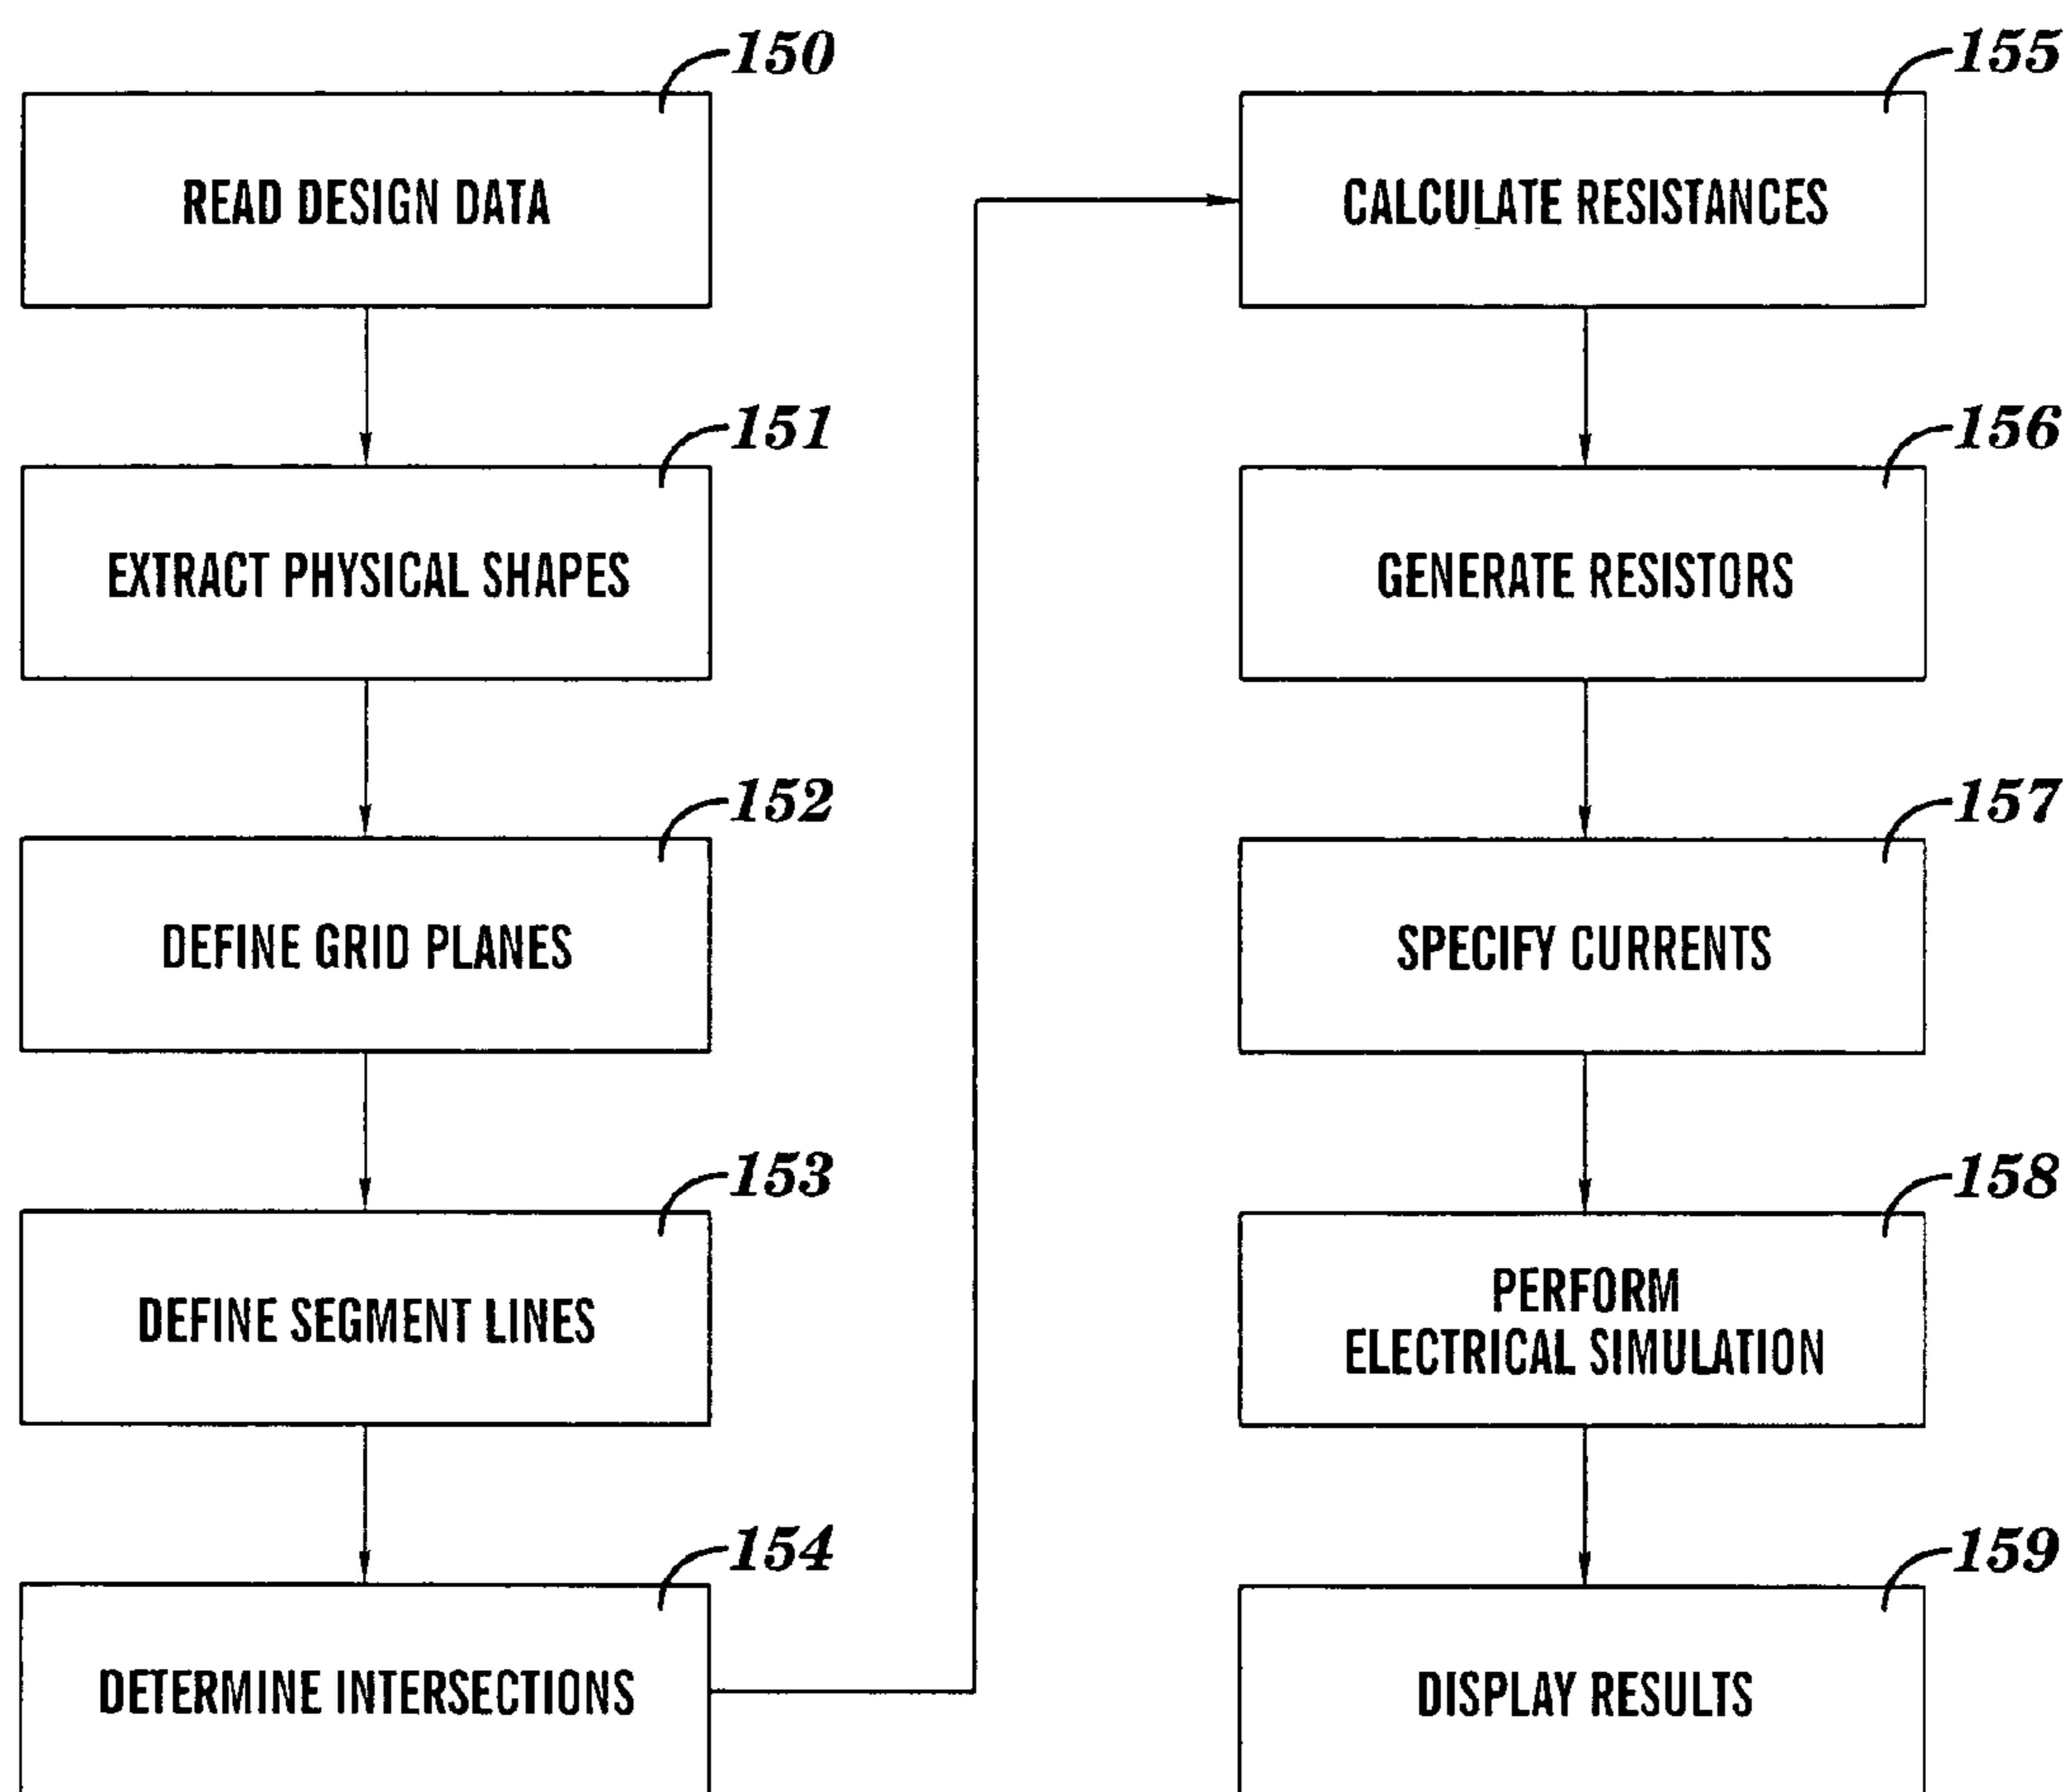 150
READ DESIGN DATA
151
EXTRACT PHYSICAL SHAPES
152
DEFINE GRID PLANES
153
DEFINE SEGMENT LINES
154
DETERMINE INTERSECTIONS
155
CALCULATE RESISTANCES
156
GENERATE RESISTORS
157
SPECIFY CURRENTS
158
PERFORM
ELECTRICAL SIMULATION
159
DISPLAY RESULTS